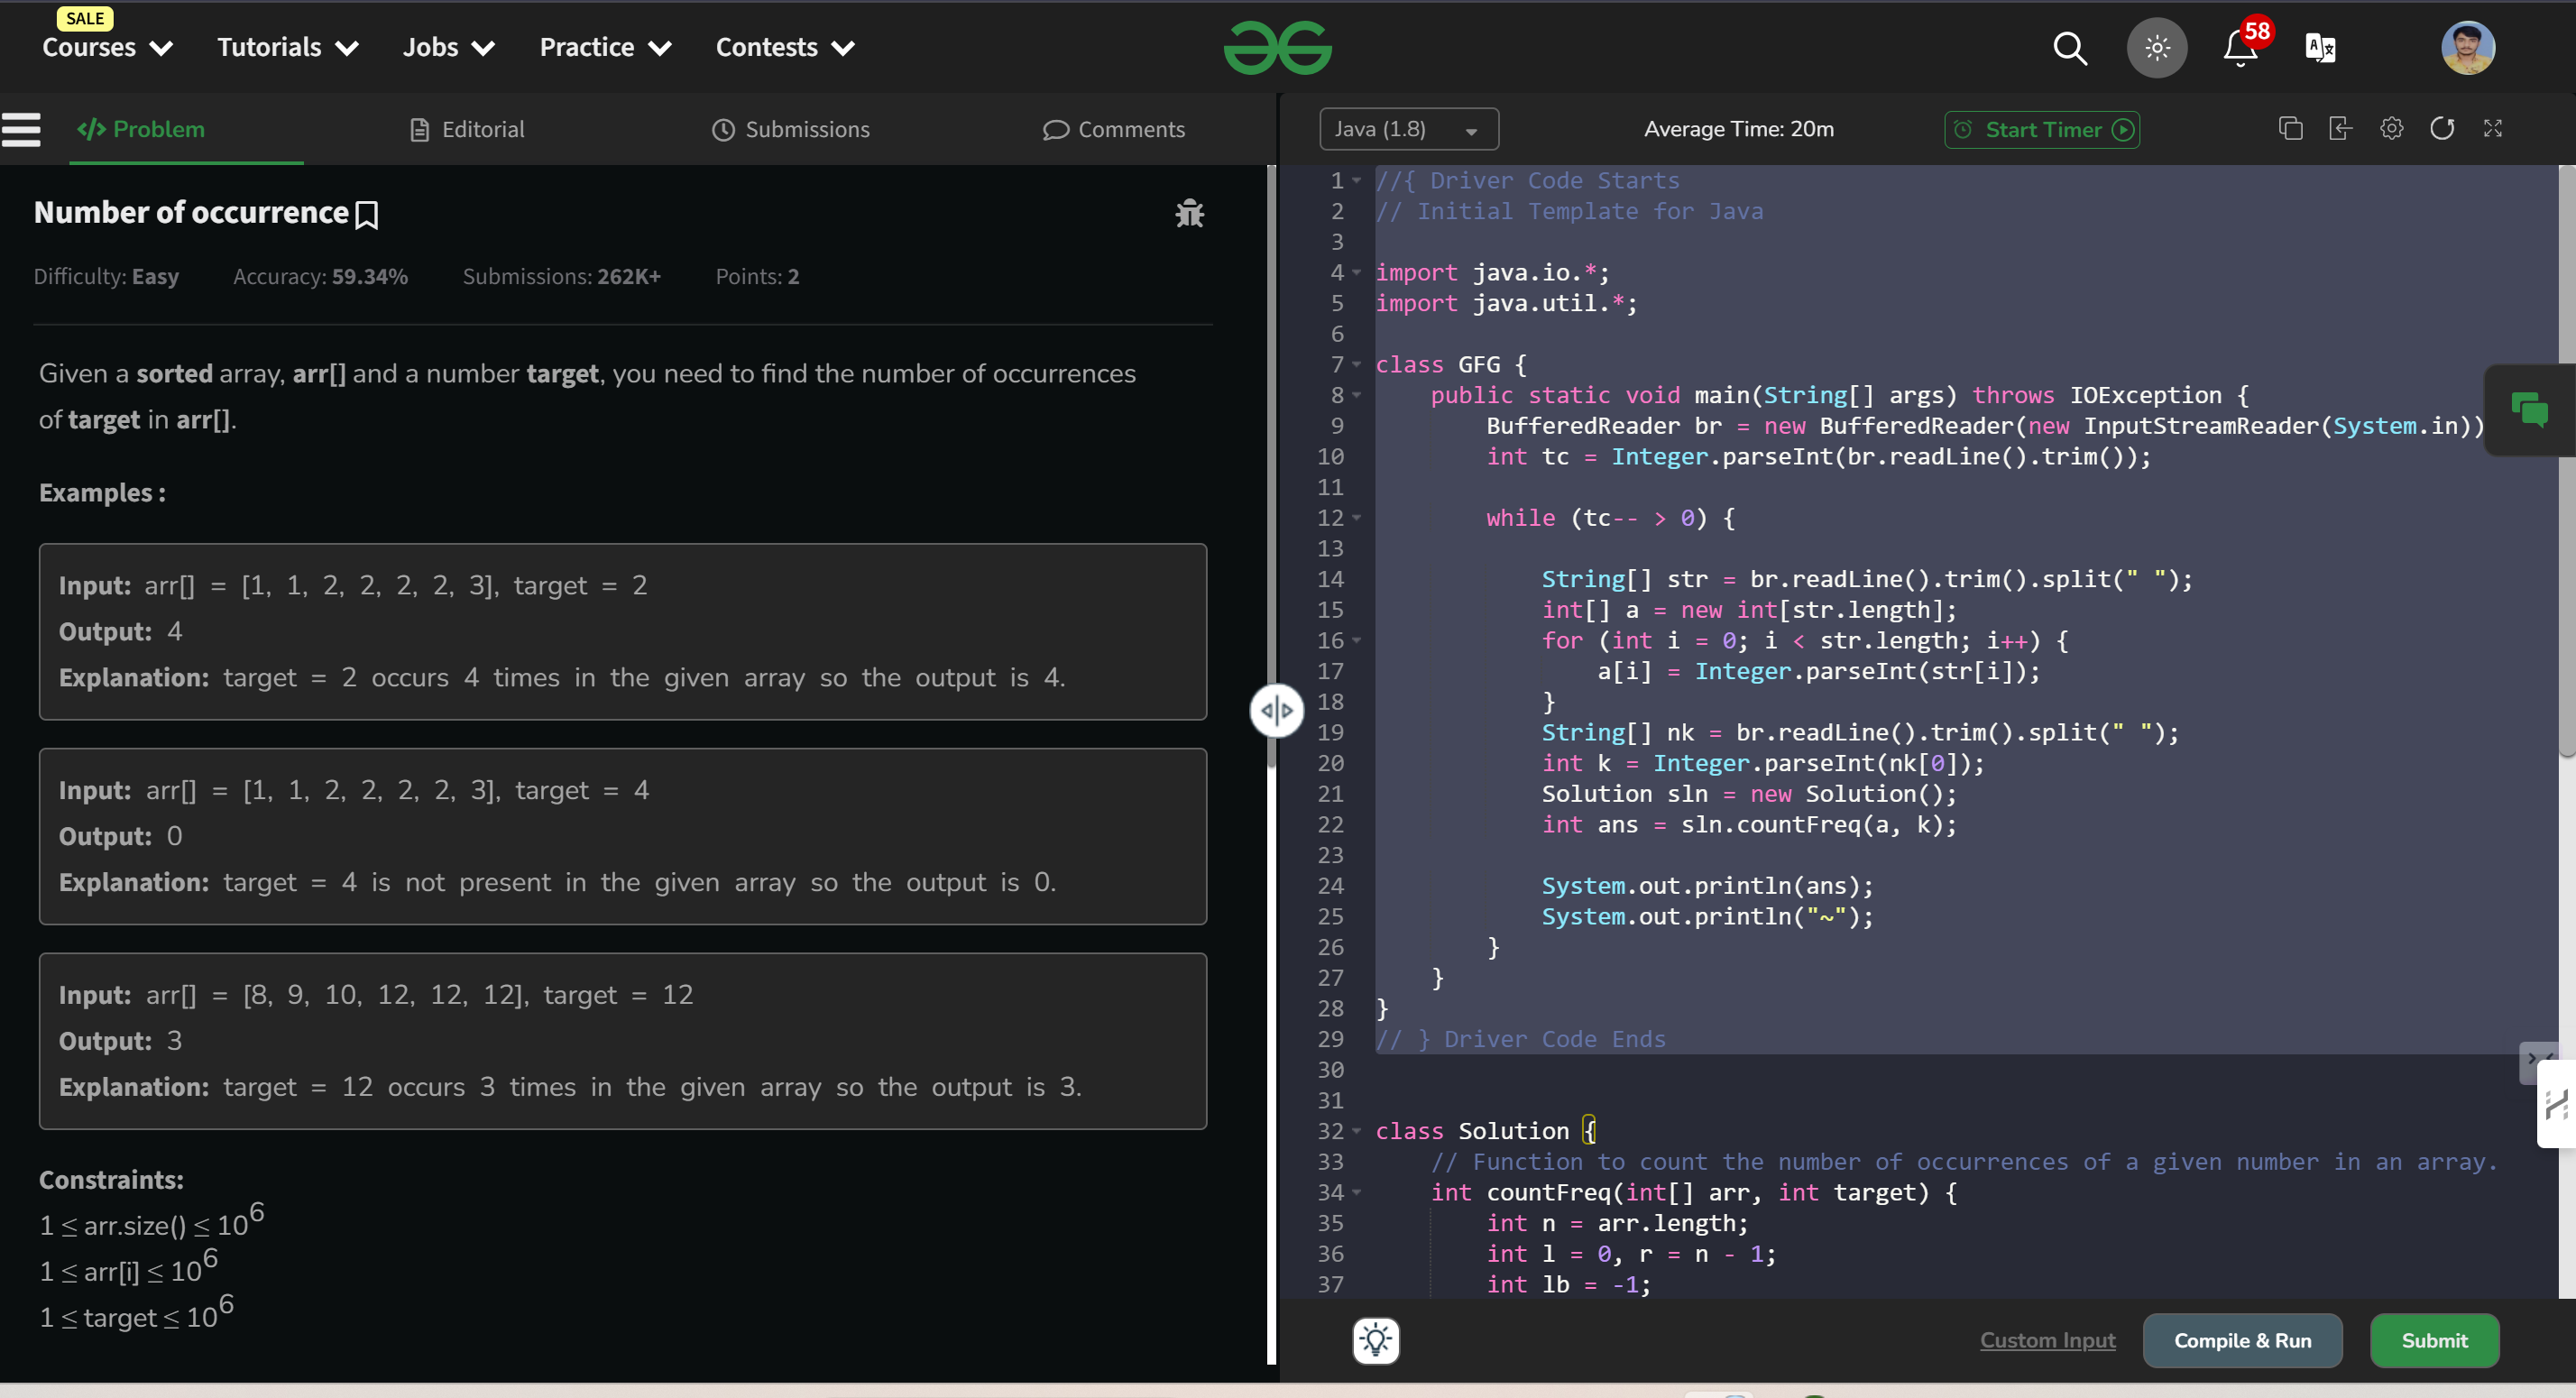 SALE
Courses Tutorials Jobs Practice Contests
58
Problem Editorial Submissions Comments
Number of occurrence
Difficulty: Easy Accuracy: 59.34% Submissions: 262K+ Points: 2
Given a sorted array, arr[] and a number target, you need to find the number of occurrences
of target in arr[].
Examples :
Input: arr[] = [1, 1, 2, 2, 2, 2, 3], target = 2
Output: 4
Explanation: target = 2 occurs 4 times in the given array so the output is 4.
Input: arr[] = [1, 1, 2, 2, 2, 2, 3], target = 4
Output: 0
Explanation: target = 4 is not present in the given array so the output is 0.
Input: arr[] = [8, 9, 10, 12, 12, 12], target = 12
Output: 3
Explanation: target = 12 occurs 3 times in the given array so the output is 3.
Constraints:
1 ≤ arr.size() ≤ 10^6
1 ≤ arr[i] ≤ 10^6
1 ≤ target ≤ 10^6
Java (1.8) Average Time: 20m Start Timer
1 //{ Driver Code Starts
2 // Initial Template for Java
3
4 import java.io.*;
5 import java.util.*;
6
7 class GFG {
8 public static void main(String[] args) throws IOException {
9 BufferedReader br = new BufferedReader(new InputStreamReader(System.in))
10 int tc = Integer.parseInt(br.readLine().trim());
11
12 while (tc-- > 0) {
13
14 String[] str = br.readLine().trim().split(" ");
15 int[] a = new int[str.length];
16 for (int i = 0; i < str.length; i++) {
17 a[i] = Integer.parseInt(str[i]);
18 }
19 String[] nk = br.readLine().trim().split(" ");
20 int k = Integer.parseInt(nk[0]);
21 Solution sln = new Solution();
22 int ans = sln.countFreq(a, k);
23
24 System.out.println(ans);
25 System.out.println("~");
26 }
27 }
28 }
29 // } Driver Code Ends
30
31
32 class Solution {
33 // Function to count the number of occurrences of a given number in an array.
34 int countFreq(int[] arr, int target) {
35 int n = arr.length;
36 int l = 0, r = n - 1;
37 int lb = -1;
Custom Input Compile & Run Submit